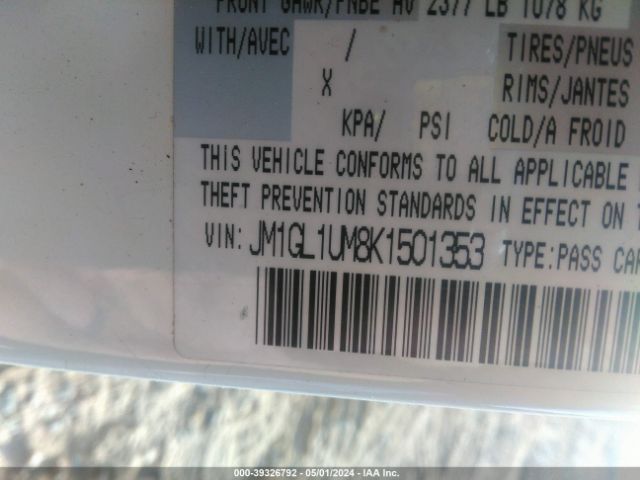 FRONT GAWR/PNBE AV 2377 LB 1078 KG
WITH/AVEC / TIRES/PNEUS
X RIMS/JANTES
KPA/ PSI COLD/A FROID
THIS VEHICLE CONFORMS TO ALL APPLICABLE
THEFT PREVENTION STANDARDS IN EFFECT ON
VIN: JM1GL1UM8K1501353 TYPE:PASS CAR
000-39326792 - 05/01/2024 - IAA Inc.